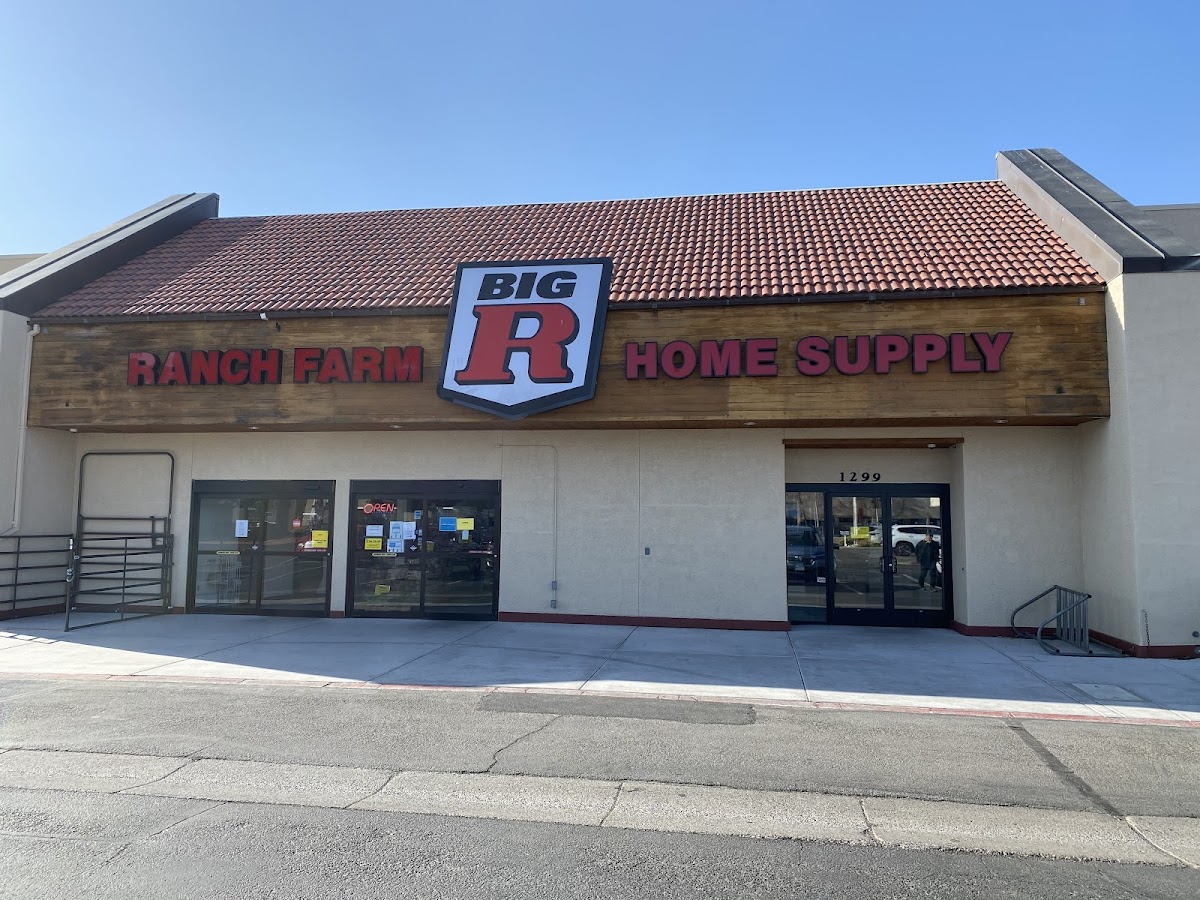 BIG
R
RANCH FARM
HOME SUPPLY
1299
OPEN